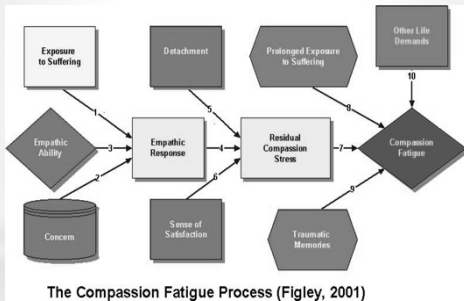 Exposure
to Suffering
Detachment
Prolonged Exposure
to Suffering
Other Life
Demands
1
5
8
10
Empathic
Ability
3
Empathic
Response
4
Residual
Compassion
Stress
7
Compassion
Fatigue
2
6
9
Concern
Sense of
Satisfaction
Traumatic
Memories
The Compassion Fatigue Process (Figley, 2001)